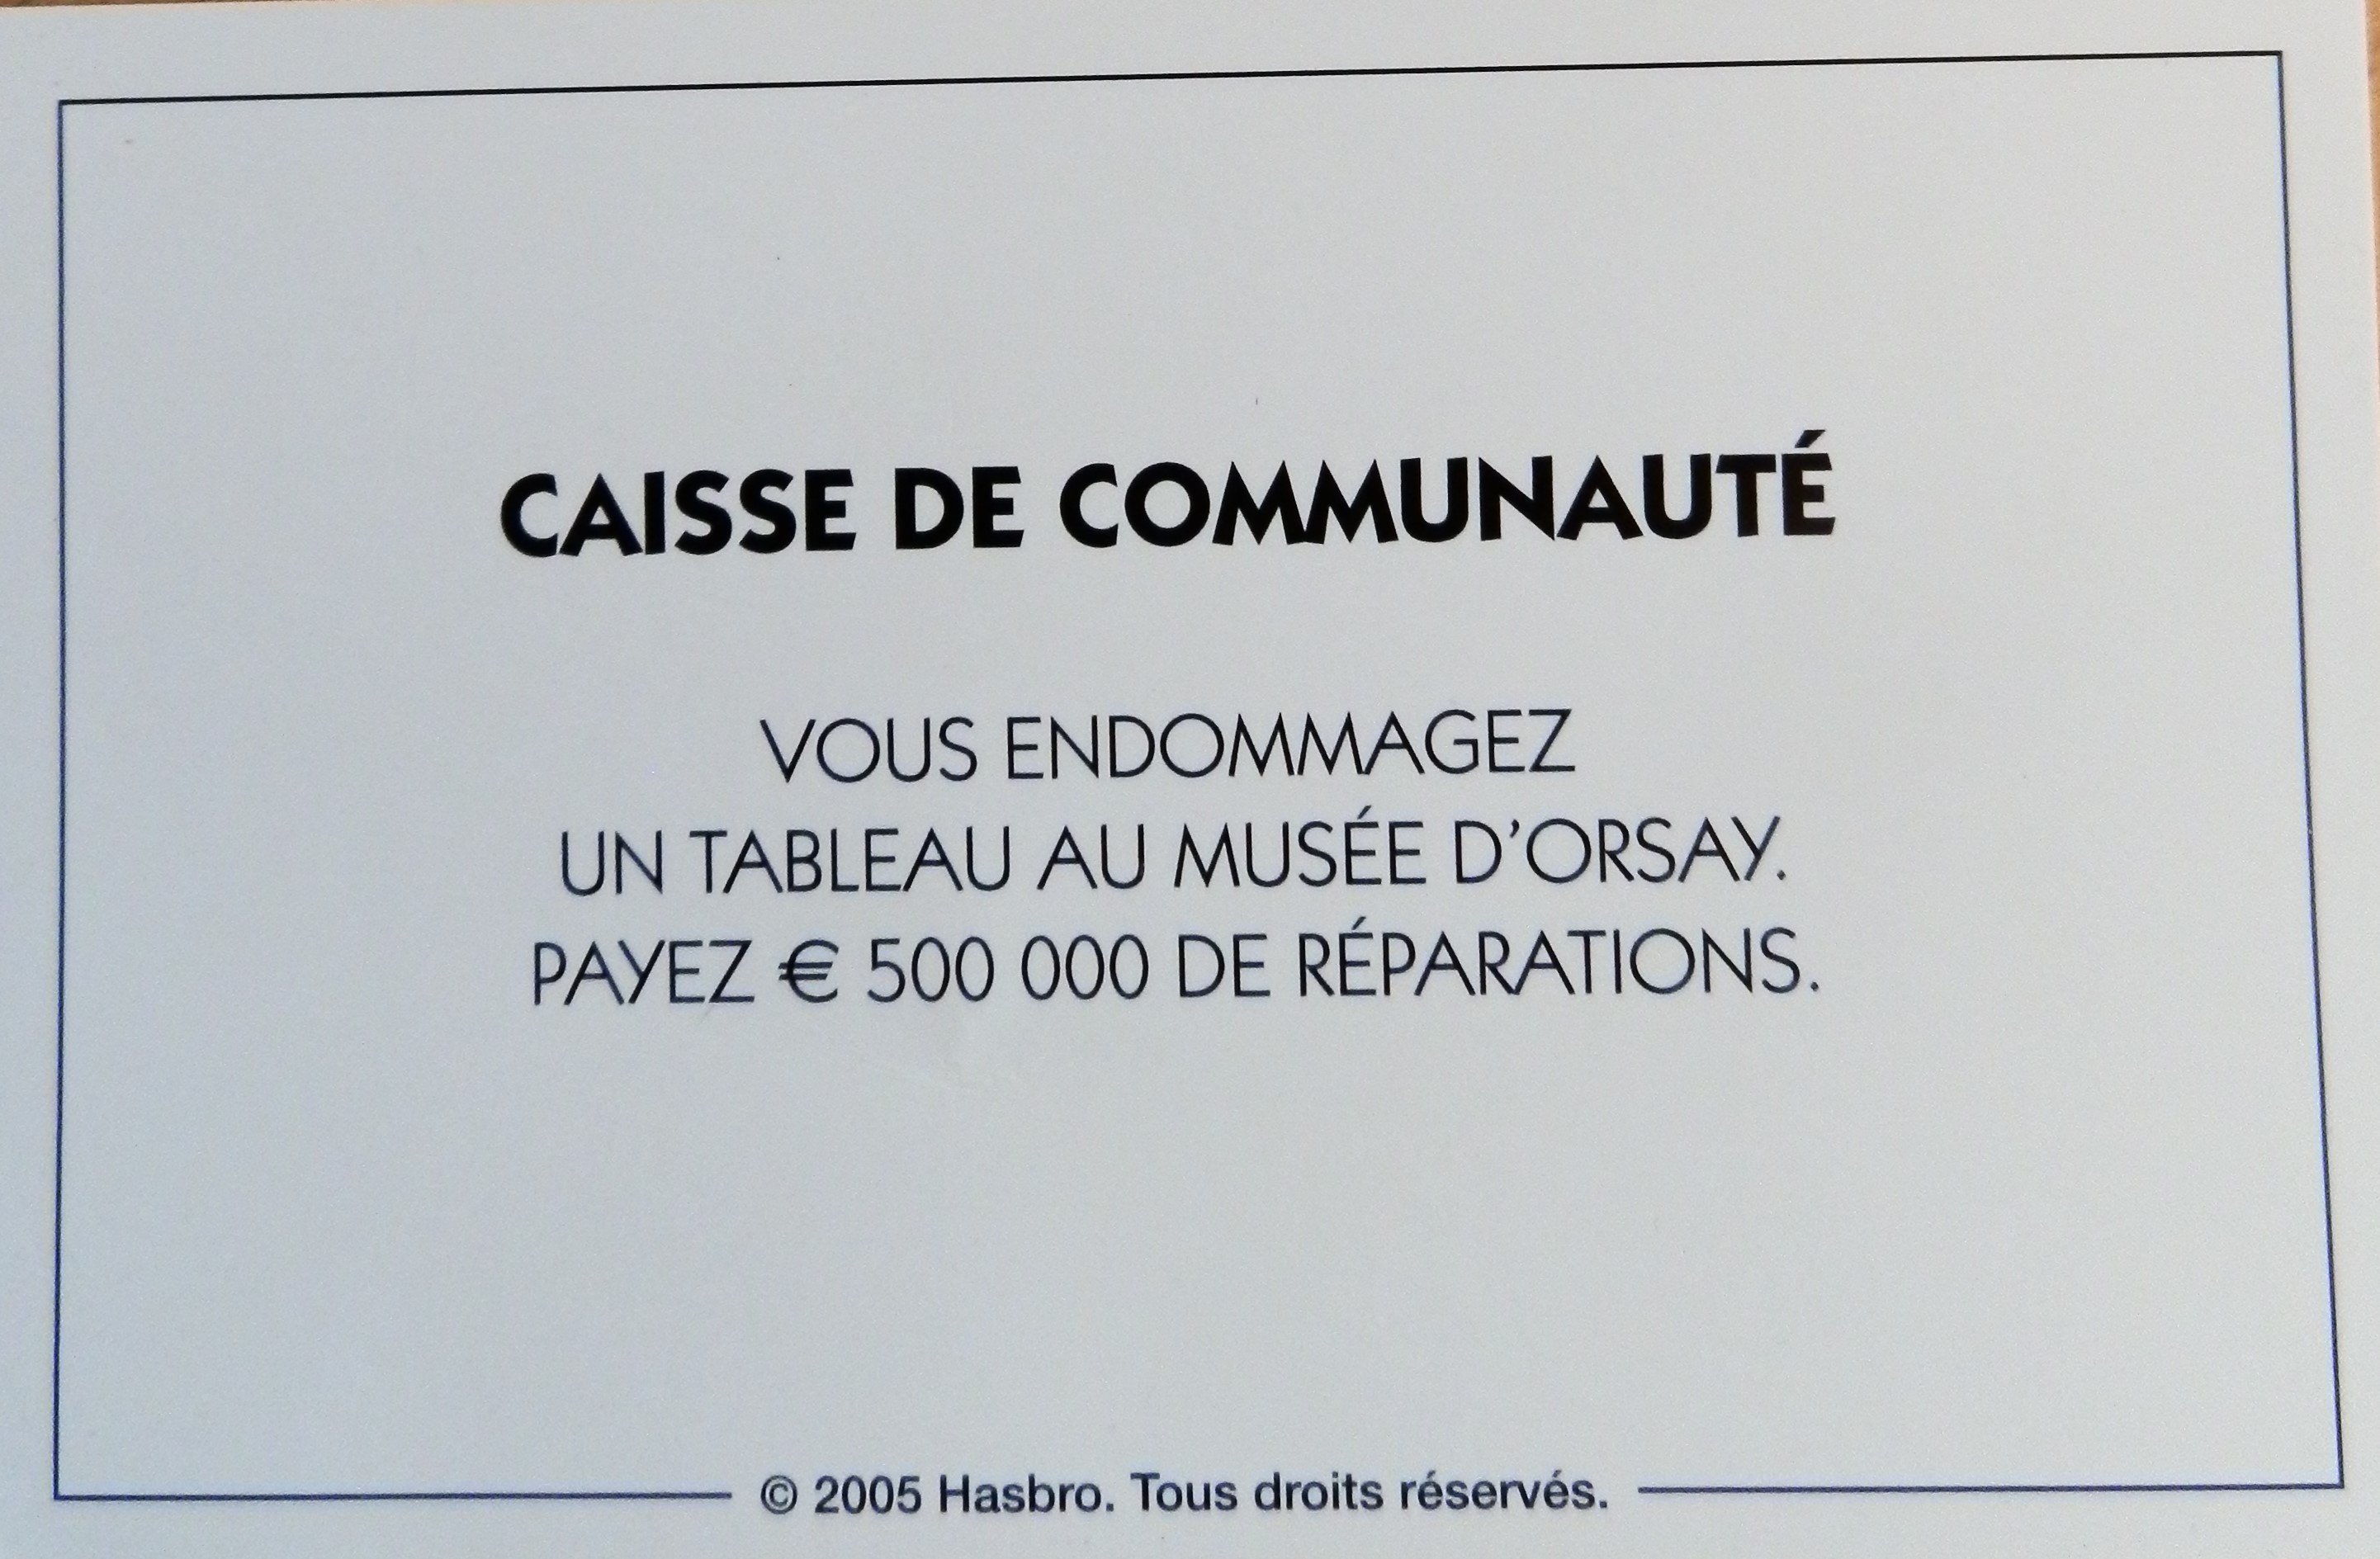 CAISSE DE COMMUNAUTÉ
VOUS ENDOMMAGEZ
UN TABLEAU AU MUSÉE D’ORSAY.
PAYEZ € 500 000 DE RÉPARATIONS.
© 2005 Hasbro. Tous droits réservés.